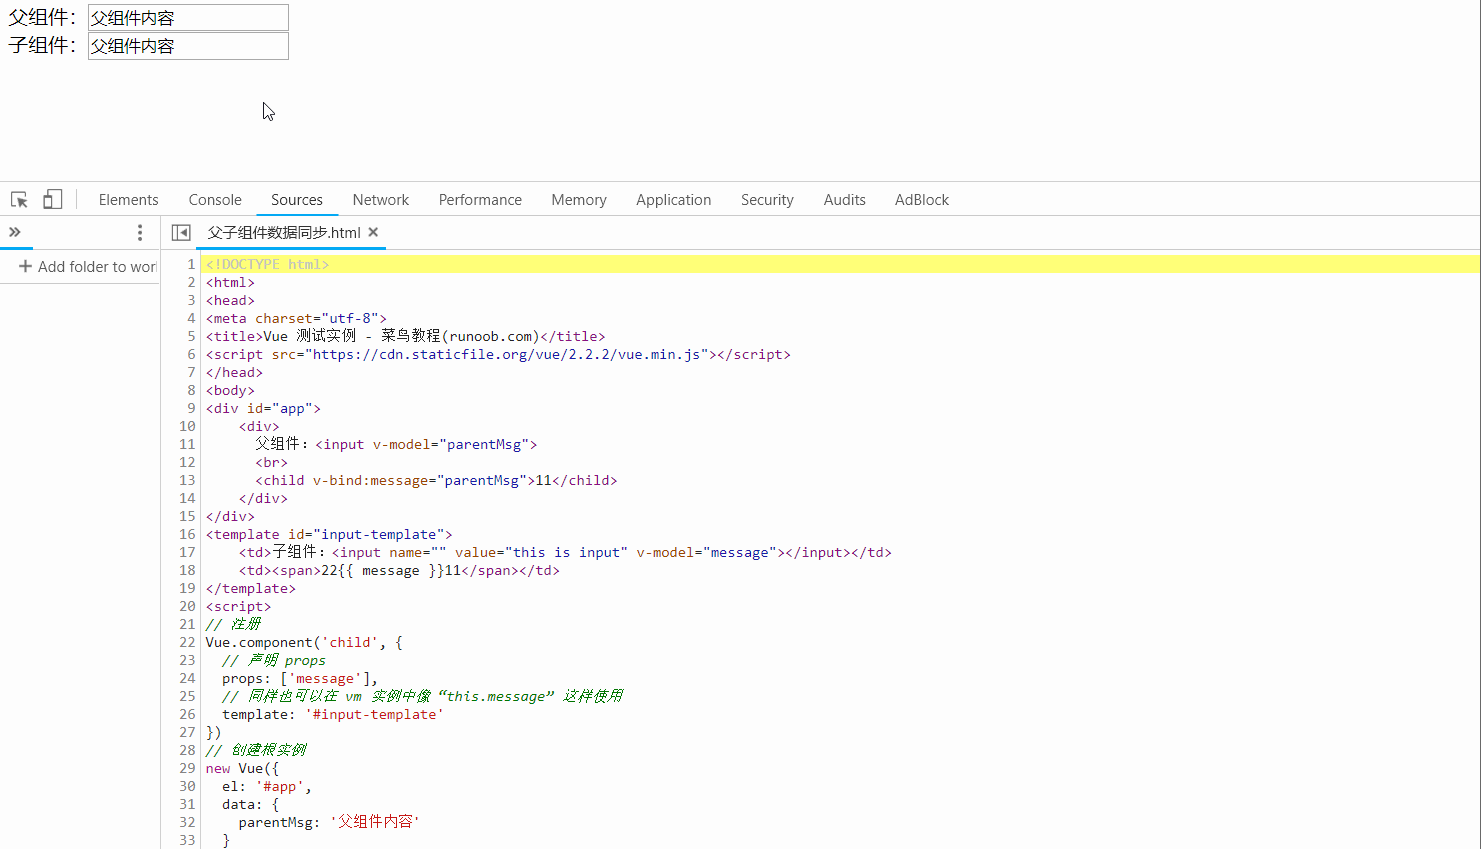 父组件：父组件内容
子组件：父组件内容
Elements Console Sources Network Performance Memory Application Security Audits AdBlock
» 父子组件数据同步.html ×
+ Add folder to wor
1 <!DOCTYPE html>
2 <html>
3 <head>
4 <meta charset="utf-8">
5 <title>Vue 测试实例 - 菜鸟教程(runoob.com)</title>
6 <script src="https://cdn.staticfile.org/vue/2.2.2/vue.min.js"></script>
7 </head>
8 <body>
9 <div id="app">
10     <div>
11       父组件：<input v-model="parentMsg">
12       <br>
13       <child v-bind:message="parentMsg">11</child>
14     </div>
15 </div>
16 <template id="input-template">
17     <td>子组件：<input name="" value="this is input" v-model="message"></input></td>
18     <td><span>22{{ message }}11</span></td>
19 </template>
20 <script>
21 // 注册
22 Vue.component('child', {
23   // 声明 props
24   props: ['message'],
25   // 同样也可以在 vm 实例中像 “this.message” 这样使用
26   template: '#input-template'
27 })
28 // 创建根实例
29 new Vue({
30   el: '#app',
31   data: {
32     parentMsg: '父组件内容'
33   }